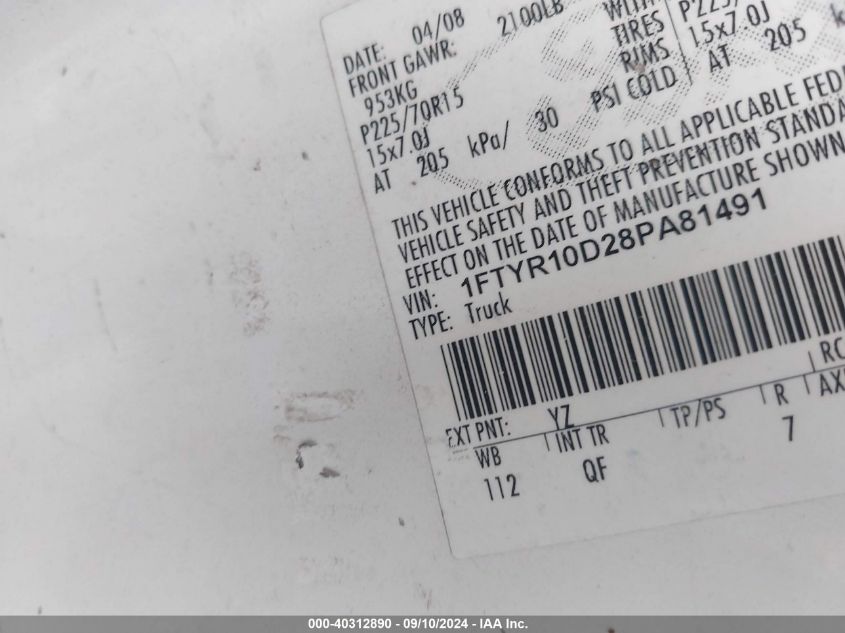 DATE: 04/08
FRONT GAWR: 2100LB
953KG WITH
P225/70R15 TIRES P225/
15x7.0J RIMS 15x7.0J
AT 205 kPa/ 30 PSI COLD AT 205
THIS VEHICLE CONFORMS TO ALL APPLICABLE FED
VEHICLE SAFETY AND THEFT PREVENTION STANDA
EFFECT ON THE DATE OF MANUFACTURE SHOWN
VIN: 1FTYR10D28PA81491
TYPE: Truck
EXT PNT: YZ RC
WB INT TR TP/PS R AX
112 QF 7
000-40312890 - 09/10/2024 - IAA Inc.